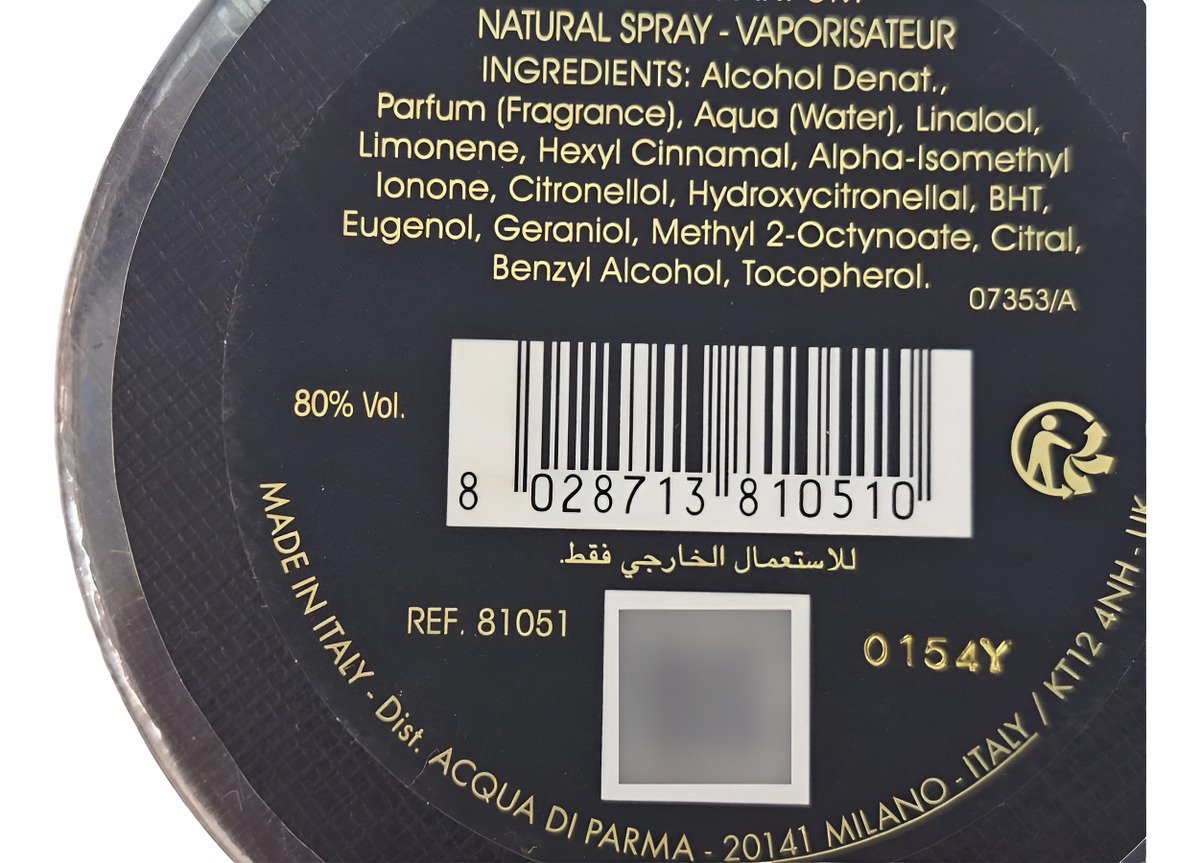 NATURAL SPRAY - VAPORISATEUR
INGREDIENTS: Alcohol Denat.,
Parfum (Fragrance), Aqua (Water), Linalool,
Limonene, Hexyl Cinnamal, Alpha-Isomethyl
Ionone, Citronellol, Hydroxycitronellal, BHT,
Eugenol, Geraniol, Methyl 2-Octynoate, Citral,
Benzyl Alcohol, Tocopherol.
07353/A
80% Vol.
8 028713 810510
للاستعمال الخارجي فقط.
REF. 81051
0154Y
MADE IN ITALY - Dist. ACQUA DI PARMA - 20141 MILANO - ITALY / KT12 4NH - UK